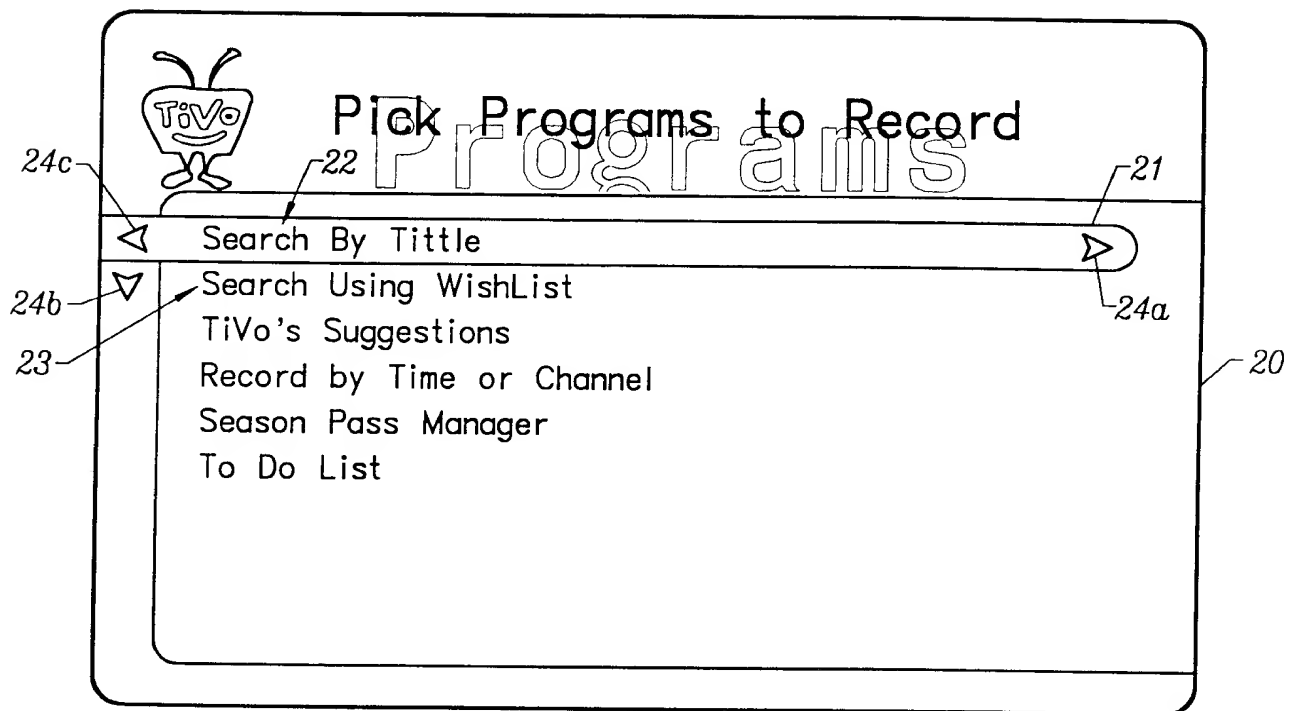 TiVo
Pick Programs to Record
Programs
24c
22
21
Search By Tittle
24b
Search Using WishList
24a
23
TiVo's Suggestions
20
Record by Time or Channel
Season Pass Manager
To Do List